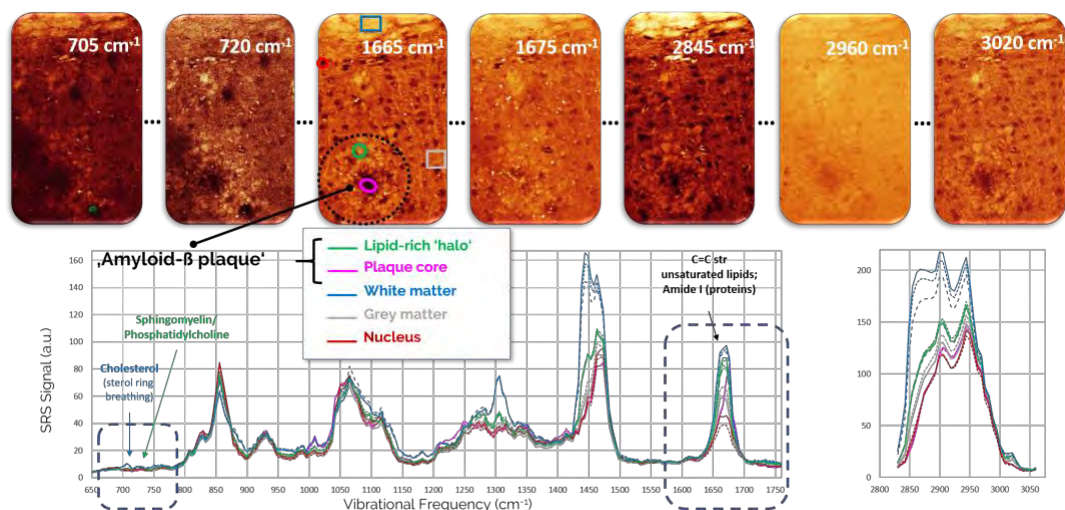 705 cm-1
720 cm-1
1665 cm-1
1675 cm-1
2845 cm-1
2960 cm-1
3020 cm-1
... ... ... ... ... ...
‚Amyloid-ß plaque‘
Lipid-rich ‘halo’
Plaque core
White matter
Grey matter
Nucleus
C=C str
unsaturated lipids;
Amide I (proteins)
Sphingomyelin/
Phosphatidylcholine
Cholesterol
(sterol ring
breathing)
SRS Signal (a.u.)
160
140
120
100
80
60
40
20
0
650 700 750 800 850 900 950 1000 1050 1100 1150 1200 1250 1300 1350 1400 1450 1500 1550 1600 1650 1700 1750
Vibrational Frequency (cm-1)
200
150
100
50
0
2800 2850 2900 2950 3000 3050